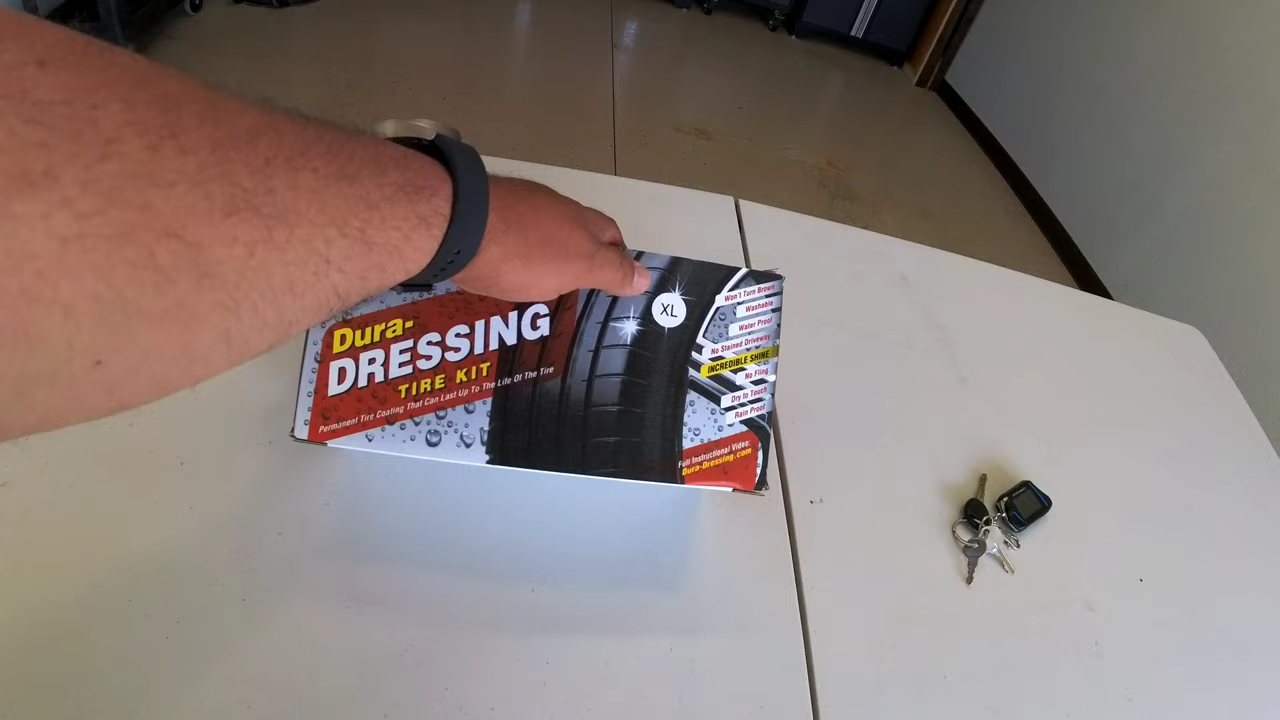 Dura-
DRESSING
TIRE KIT
Permanent Tire Coating That Can Last Up To The Life Of The Tire
XL
Won't Turn Brown
Washable
Water Proof
No Stained Driveway
INCREDIBLE SHINE
No Fling
Dry to Touch
Rain Proof
Full Instructional Video:
Dura-Dressing.com